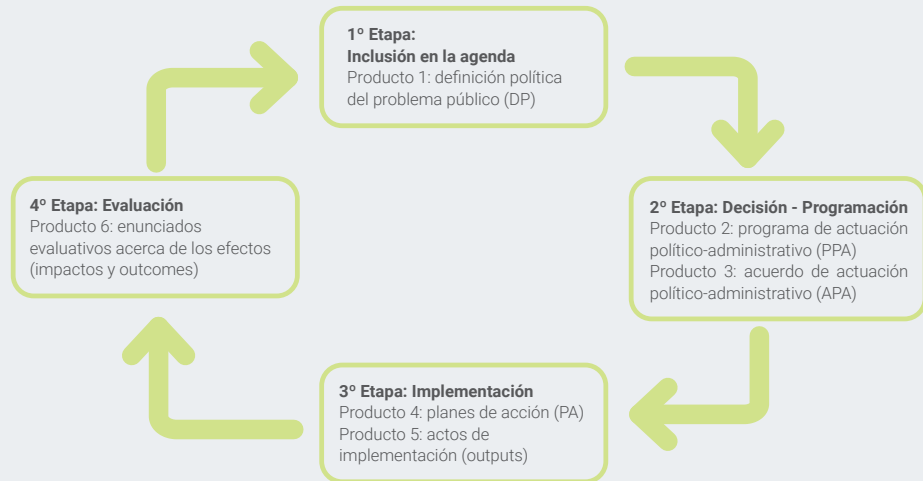 1º Etapa:
Inclusión en la agenda
Producto 1: definición política
del problema público (DP)
2º Etapa: Decisión - Programación
Producto 2: programa de actuación
político-administrativo (PPA)
Producto 3: acuerdo de actuación
político-administrativo (APA)
3º Etapa: Implementación
Producto 4: planes de acción (PA)
Producto 5: actos de
implementación (outputs)
4º Etapa: Evaluación
Producto 6: enunciados
evaluativos acerca de los efectos
(impactos y outcomes)